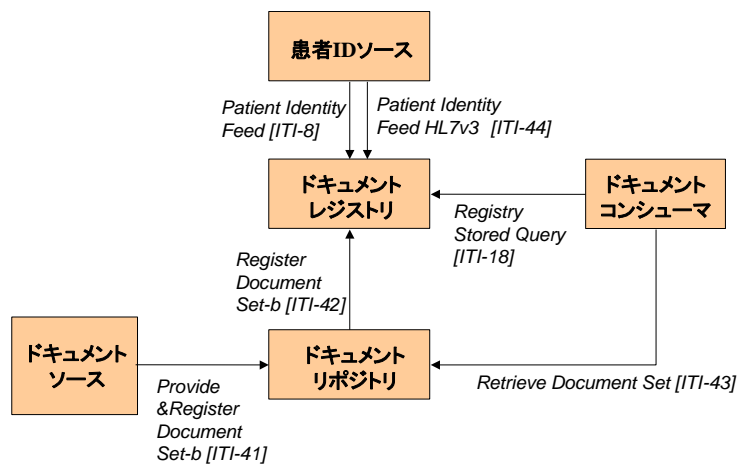 患者IDソース
Patient Identity
Feed [ITI-8]
Patient Identity
Feed HL7v3 [ITI-44]
ドキュメント
レジストリ
ドキュメント
コンシューマ
Registry
Stored Query
[ITI-18]
Register
Document
Set-b [ITI-42]
ドキュメント
ソース
ドキュメント
リポジトリ
Provide
&Register
Document
Set-b [ITI-41]
Retrieve Document Set [ITI-43]